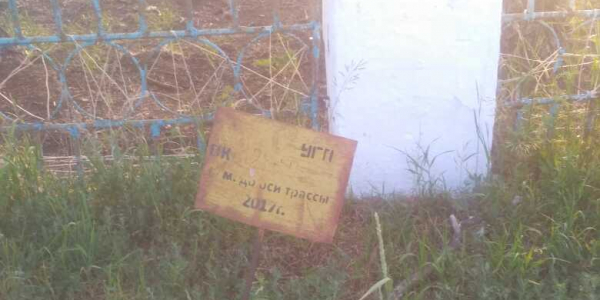 ПК УГП
м. до оси трассы
2017г.